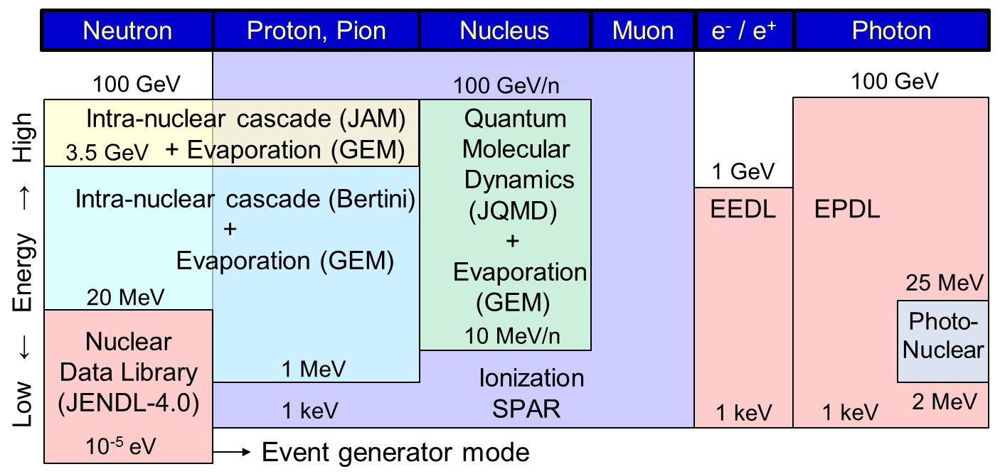 Neutron
Proton, Pion
Nucleus
Muon
e- / e+
Photon
100 GeV
100 GeV/n
100 GeV
Intra-nuclear cascade (JAM)
3.5 GeV + Evaporation (GEM)
Quantum
Molecular
Dynamics
(JQMD)
+
Evaporation
(GEM)
10 MeV/n
1 GeV
EEDL
EPDL
Intra-nuclear cascade (Bertini)
+
Evaporation (GEM)
20 MeV
25 MeV
Photo-
Nuclear
2 MeV
Nuclear
Data Library
(JENDL-4.0)
10-5 eV
1 MeV
1 keV
Ionization
SPAR
1 keV
1 keV
Event generator mode
Low ← Energy → High